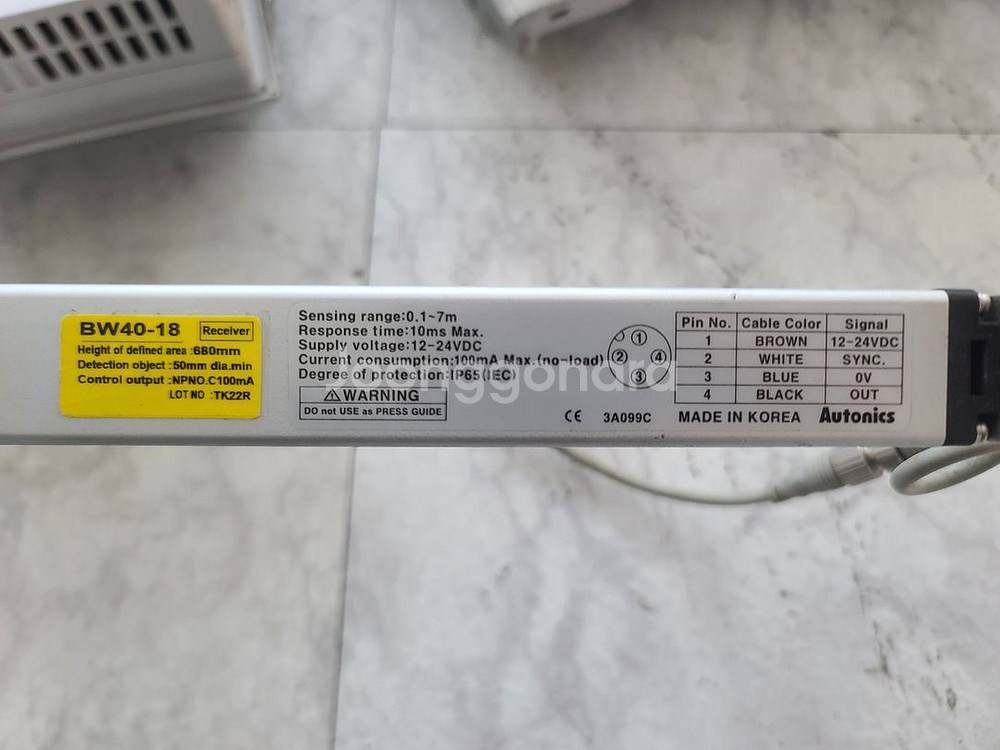 BW40-18 Receiver
Height of defined area :680mm
Detection object :50mm dia.min
Control output :NPNO.C100mA
LOT NO :TK22R
Sensing range:0.1~7m
Response time:10ms Max.
Supply voltage:12-24VDC
Current consumption:100mA Max.(no-load)
Degree of protection:IP65(IEC)
⚠WARNING
DO not USE as PRESS GUIDE
1
2 4
3
CE 3A099C
Pin No. Cable Color Signal
1 BROWN 12-24VDC
2 WHITE SYNC.
3 BLUE 0V
4 BLACK OUT
MADE IN KOREA Autonics
joonggonara